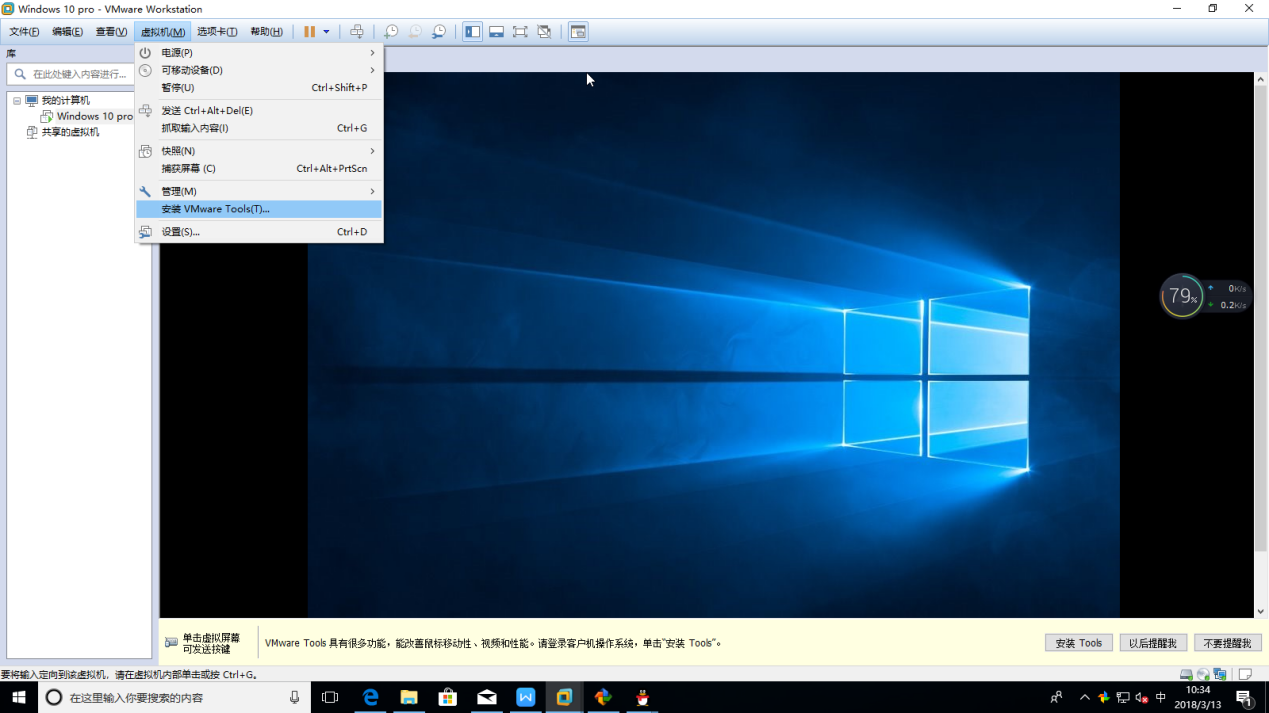 Windows 10 pro - VMware Workstation
文件(F) 编辑(E) 查看(V) 虚拟机(M) 选项卡(T) 帮助(H)
库
在此处键入内容进行...
我的计算机
Windows 10 pro
共享的虚拟机
电源(P)
可移动设备(D)
暂停(U) Ctrl+Shift+P
发送 Ctrl+Alt+Del(E)
抓取输入内容(I) Ctrl+G
快照(N)
捕获屏幕 (C) Ctrl+Alt+PrtScn
管理(M)
安装 VMware Tools(T)...
设置(S)... Ctrl+D
79%
0K/s
0.2K/s
单击虚拟屏幕
可发送按键
VMware Tools 具有很多功能，能改善鼠标移动性、视频和性能。请登录客户机操作系统，单击“安装 Tools”。
安装 Tools 以后提醒我 不要提醒我
要将输入定向到该虚拟机，请在虚拟机内部单击或按 Ctrl+G。
在这里输入你要搜索的内容
中
10:34
2018/3/13
1